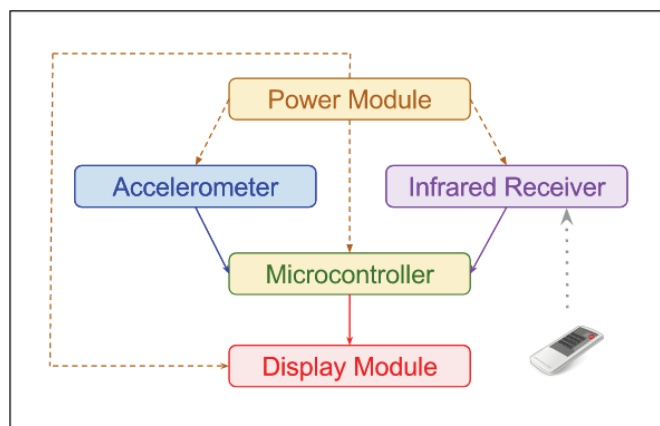 Power Module
Accelerometer
Infrared Receiver
Microcontroller
Display Module